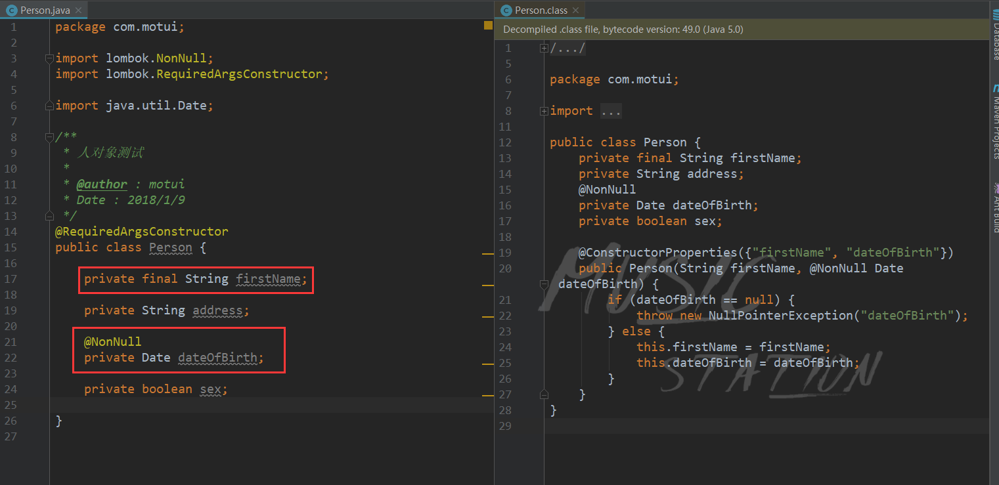 Person.java
1 package com.motui;
2
3 import lombok.NonNull;
4 import lombok.RequiredArgsConstructor;
5
6 import java.util.Date;
7
8 /**
9 * 人对象测试
10 *
11 * @author : motui
12 * Date : 2018/1/9
13 */
14 @RequiredArgsConstructor
15 public class Person {
16
17 private final String firstName;
18
19 private String address;
20
21 @NonNull
22 private Date dateOfBirth;
23
24 private boolean sex;
25
26 }
27
Person.class
Decompiled .class file, bytecode version: 49.0 (Java 5.0)
1 /.../
5
6 package com.motui;
7
8 import ...
11
12 public class Person {
13 private final String firstName;
14 private String address;
15 @NonNull
16 private Date dateOfBirth;
17 private boolean sex;
18
19 @ConstructorProperties({"firstName", "dateOfBirth"})
20 public Person(String firstName, @NonNull Date
dateOfBirth) {
21 if (dateOfBirth == null) {
22 throw new NullPointerException("dateOfBirth");
23 } else {
24 this.firstName = firstName;
25 this.dateOfBirth = dateOfBirth;
26 }
27 }
28 }
29
MUSIC
STATION
Database
Maven Projects
Ant Build